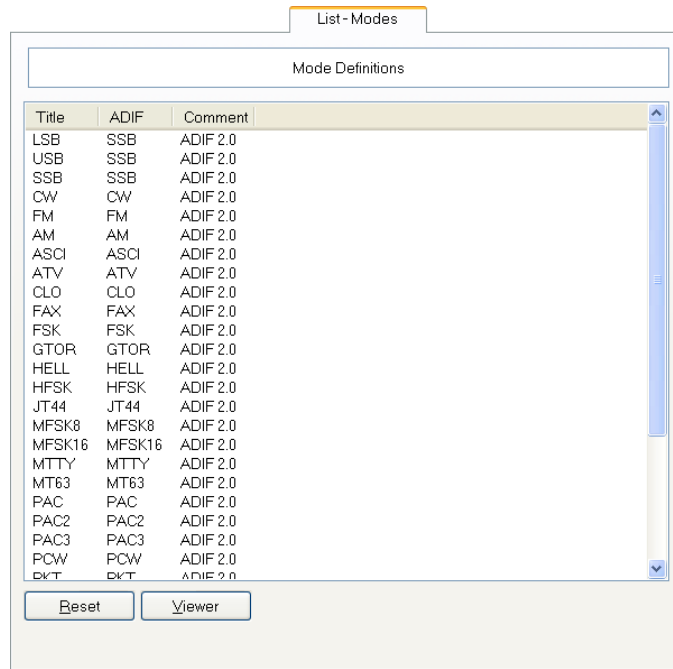 List-Modes
Mode Definitions
Title ADIF Comment
LSB SSB ADIF 2.0
USB SSB ADIF 2.0
SSB SSB ADIF 2.0
CW CW ADIF 2.0
FM FM ADIF 2.0
AM AM ADIF 2.0
ASCI ASCI ADIF 2.0
ATV ATV ADIF 2.0
CLO CLO ADIF 2.0
FAX FAX ADIF 2.0
FSK FSK ADIF 2.0
GTOR GTOR ADIF 2.0
HELL HELL ADIF 2.0
HFSK HFSK ADIF 2.0
JT44 JT44 ADIF 2.0
MFSK8 MFSK8 ADIF 2.0
MFSK16 MFSK16 ADIF 2.0
MTTY MTTY ADIF 2.0
MT63 MT63 ADIF 2.0
PAC PAC ADIF 2.0
PAC2 PAC2 ADIF 2.0
PAC3 PAC3 ADIF 2.0
PCW PCW ADIF 2.0
PKT PKT ADIF 2.0
Reset Viewer